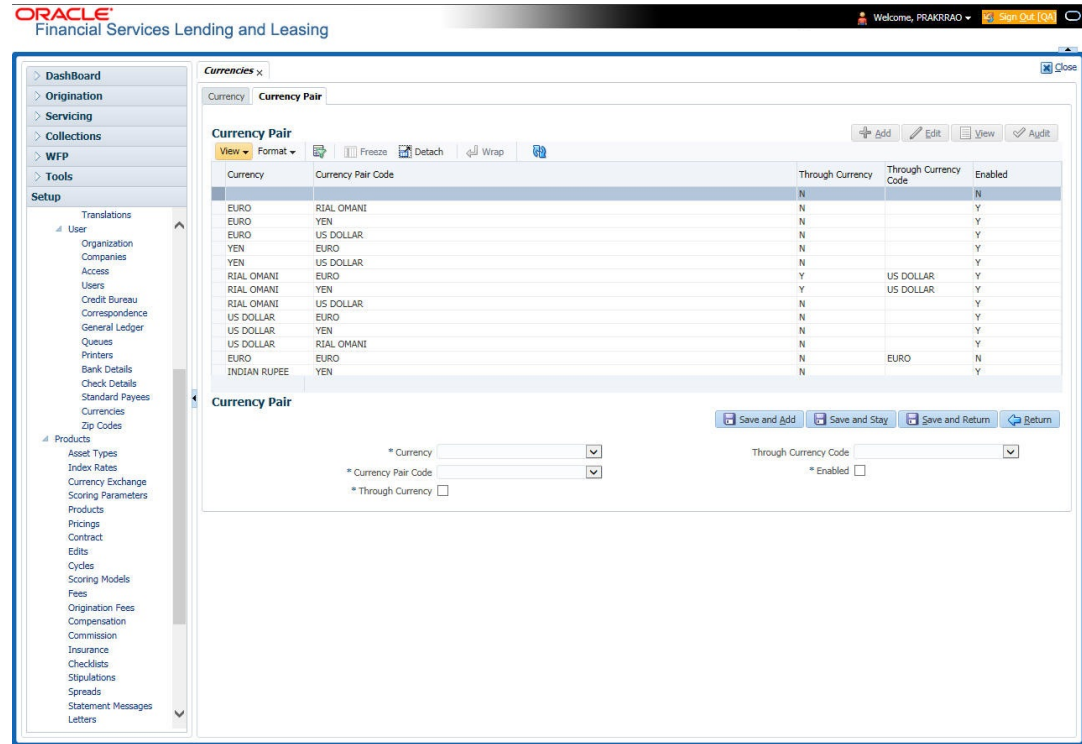 ORACLE®
Financial Services Lending and Leasing
Welcome, PRAKRRAO
Sign Out [QA]
Close
DashBoard
Origination
Servicing
Collections
WFP
Tools
Setup
Translations
User
Organization
Companies
Access
Users
Credit Bureau
Correspondence
General Ledger
Queues
Printers
Bank Details
Check Details
Standard Payees
Currencies
Zip Codes
Products
Asset Types
Index Rates
Currency Exchange
Scoring Parameters
Products
Pricings
Contract
Edits
Cycles
Scoring Models
Fees
Origination Fees
Compensation
Commission
Insurance
Checklists
Stipulations
Spreads
Statement Messages
Letters
Currencies x
Currency Currency Pair
Currency Pair
Add Edit View Audit
View Format Freeze Detach Wrap
Currency Currency Pair Code Through Currency Through Currency Code Enabled
N N
EURO RIAL OMANI N Y
EURO YEN N Y
EURO US DOLLAR N Y
YEN EURO N Y
YEN US DOLLAR N Y
RIAL OMANI EURO Y US DOLLAR Y
RIAL OMANI YEN Y US DOLLAR Y
RIAL OMANI US DOLLAR N Y
US DOLLAR EURO N Y
US DOLLAR YEN N Y
US DOLLAR RIAL OMANI N Y
EURO EURO N EURO N
INDIAN RUPEE YEN N Y
Currency Pair
Save and Add Save and Stay Save and Return Return
* Currency
* Currency Pair Code
* Through Currency
Through Currency Code
* Enabled